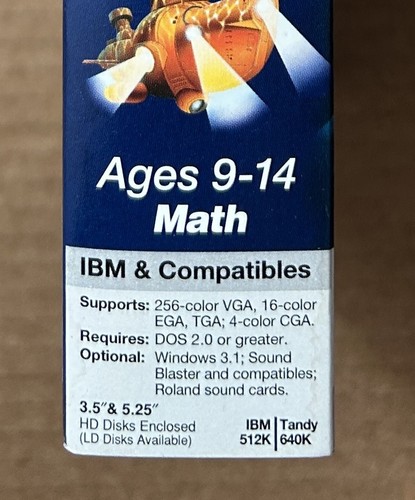 Ages 9-14
Math
IBM & Compatibles
Supports: 256-color VGA, 16-color
EGA, TGA; 4-color CGA.
Requires: DOS 2.0 or greater.
Optional: Windows 3.1; Sound
Blaster and compatibles;
Roland sound cards.
3.5″& 5.25″
HD Disks Enclosed
(LD Disks Available)
IBM | Tandy
512K | 640K